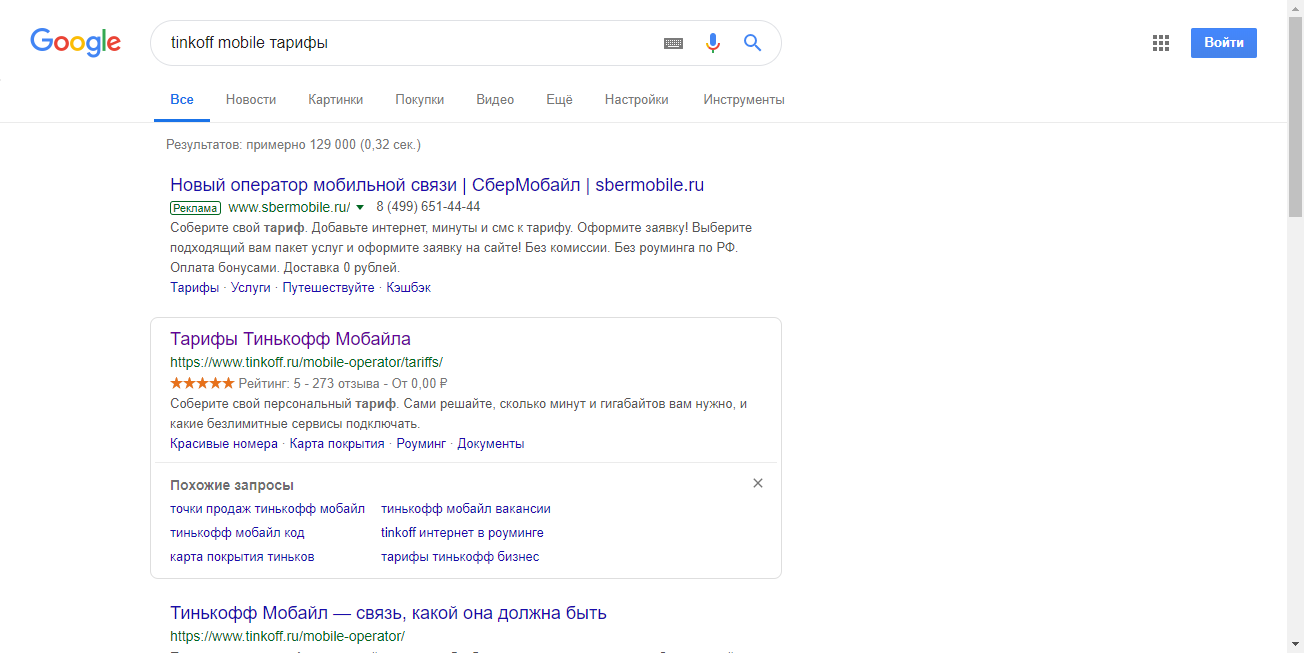 Google
tinkoff mobile тарифы
Войти
Все Новости Картинки Покупки Видео Ещё Настройки Инструменты
Результатов: примерно 129 000 (0,32 сек.)
Новый оператор мобильной связи | СберМобайл | sbermobile.ru
Реклама www.sbermobile.ru/ 8 (499) 651-44-44
Соберите свой тариф. Добавьте интернет, минуты и смс к тарифу. Оформите заявку! Выберите
подходящий вам пакет услуг и оформите заявку на сайте! Без комиссии. Без роуминга по РФ.
Оплата бонусами. Доставка 0 рублей.
Тарифы · Услуги · Путешествуйте · Кэшбэк
Тарифы Тинькофф Мобайла
https://www.tinkoff.ru/mobile-operator/tariffs/
★★★★★ Рейтинг: 5 - 273 отзыва - От 0,00 ₽
Соберите свой персональный тариф. Сами решайте, сколько минут и гигабайтов вам нужно, и
какие безлимитные сервисы подключать.
Красивые номера · Карта покрытия · Роуминг · Документы
Похожие запросы
точки продаж тинькофф мобайл тинькофф мобайл вакансии
тинькофф мобайл код tinkoff интернет в роуминге
карта покрытия тиньков тарифы тинькофф бизнес
Тинькофф Мобайл — связь, какой она должна быть
https://www.tinkoff.ru/mobile-operator/